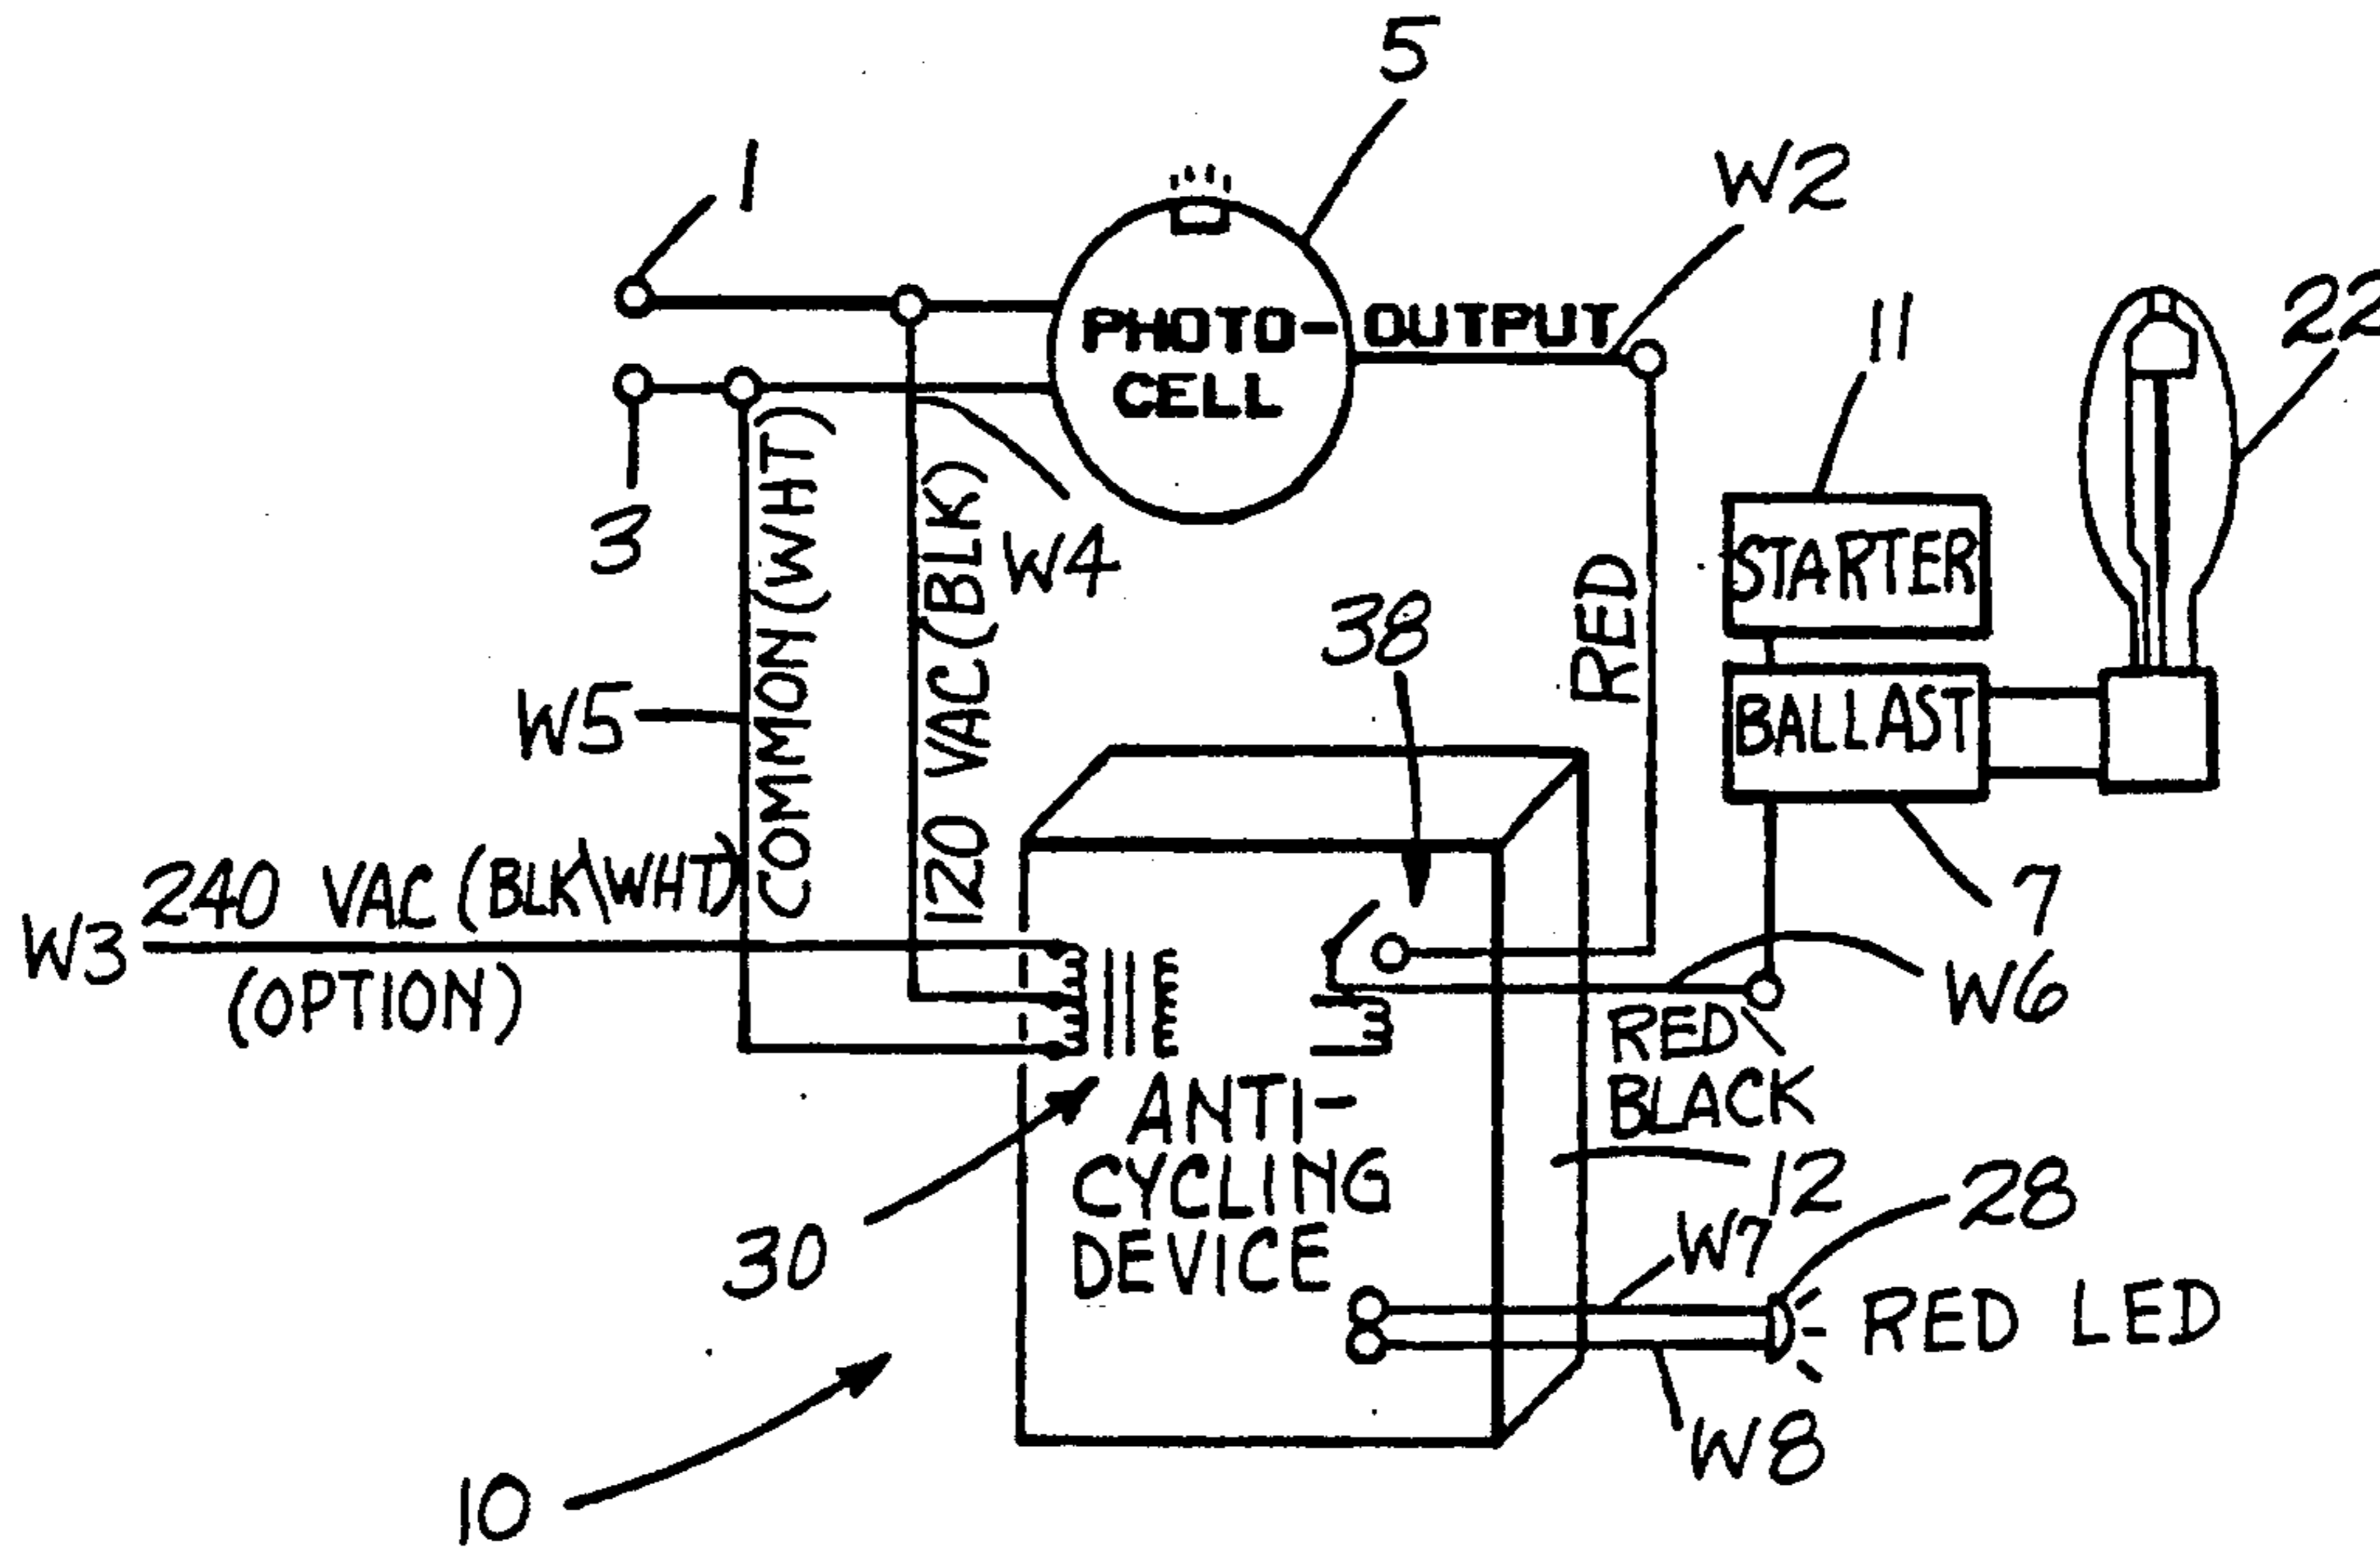 5
1
W2
22
11
PHOTO- OUTPUT
CELL
3
COMMON (WHT)
120 VAC (BLK)
W4
38
RED
STARTER
W5
BALLAST
7
240 VAC (BLK\WHT)
W3
(OPTION)
W6
RED\
BLACK
ANTI-
CYCLING
DEVICE
12
28
W7
30
RED LED
W8
10